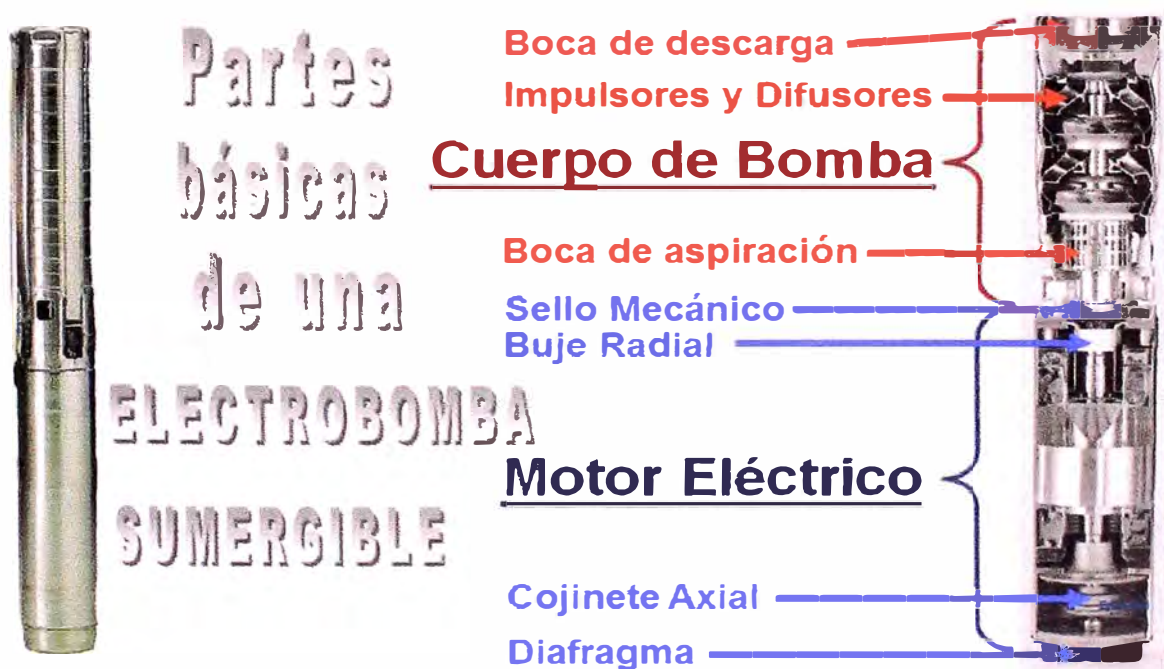 Partes
básicas
de una
ELECTROBOMBA
SUMERGIBLE
Boca de descarga
Impulsores y Difusores
Cuerpo de Bomba
Boca de aspiración
Sello Mecánico
Buje Radial
Motor Eléctrico
Cojinete Axial
Diafragma